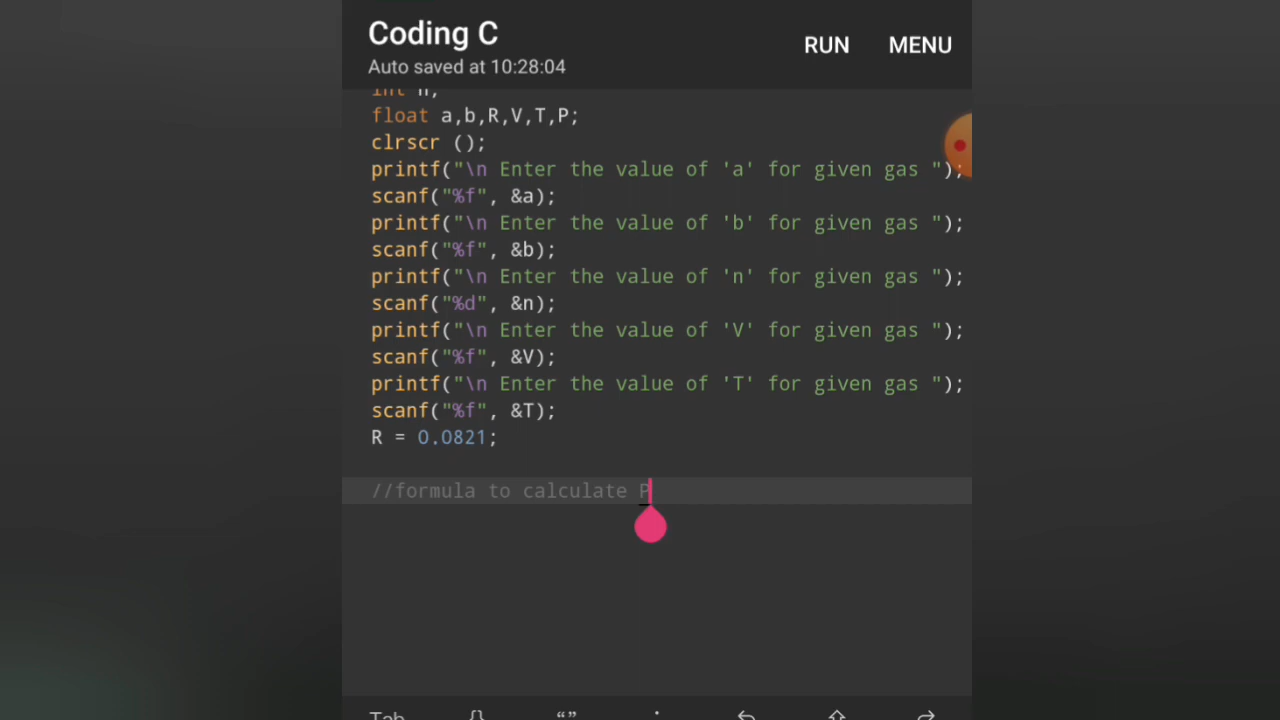 Coding C
RUN
MENU
Auto saved at 10:28:04
int n,
float a,b,R,V,T,P;
clrscr ();
printf("\n Enter the value of 'a' for given gas ");
scanf("%f", &a);
printf("\n Enter the value of 'b' for given gas ");
scanf("%f", &b);
printf("\n Enter the value of 'n' for given gas ");
scanf("%d", &n);
printf("\n Enter the value of 'V' for given gas ");
scanf("%f", &V);
printf("\n Enter the value of 'T' for given gas ");
scanf("%f", &T);
R = 0.0821;
//formula to calculate P
Tab {} “”